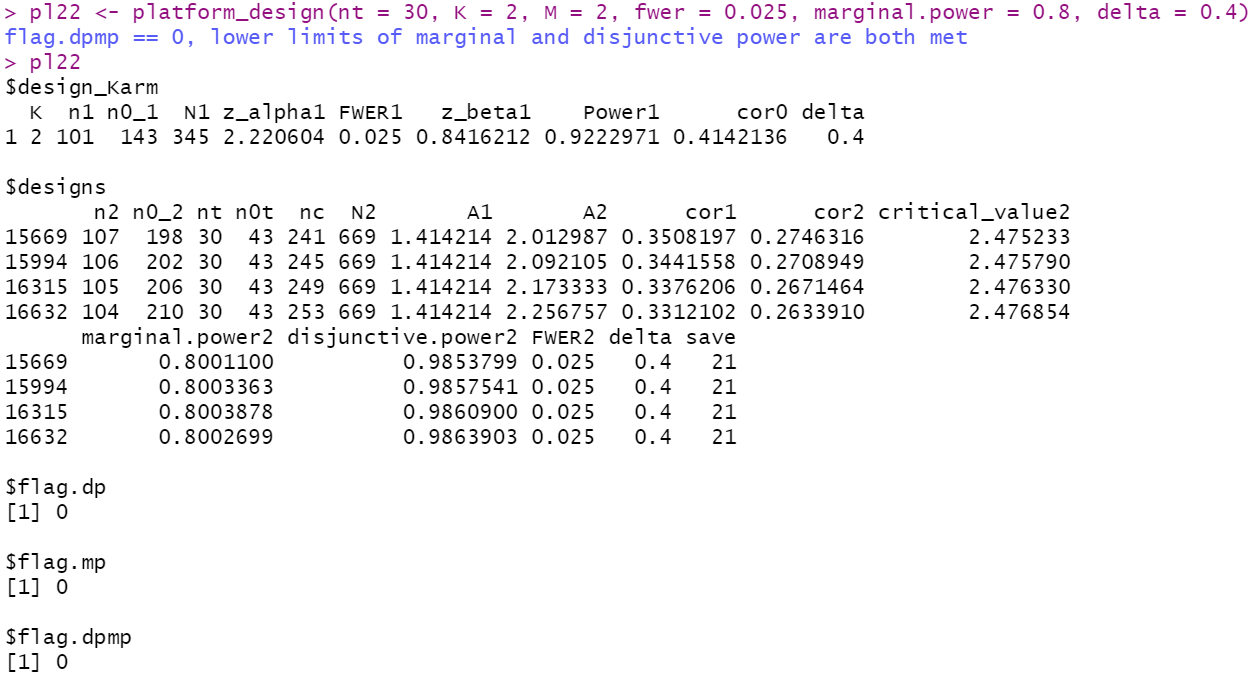 > pl22 <- platform_design(nt = 30, K = 2, M = 2, fwer = 0.025, marginal.power = 0.8, delta = 0.4)
flag.dpmp == 0, lower limits of marginal and disjunctive power are both met
> pl22
$design_Karm
  K  n1 n0_1  N1 z_alpha1 FWER1   z_beta1    Power1      cor0 delta
1 2 101  143 345 2.220604 0.025 0.8416212 0.9222971 0.4142136   0.4

$designs
       n2 n0_2 nt n0t  nc  N2       A1       A2      cor1      cor2 critical_value2
15669 107  198 30  43 241 669 1.414214 2.012987 0.3508197 0.2746316        2.475233
15994 106  202 30  43 245 669 1.414214 2.092105 0.3441558 0.2708949        2.475790
16315 105  206 30  43 249 669 1.414214 2.173333 0.3376206 0.2671464        2.476330
16632 104  210 30  43 253 669 1.414214 2.256757 0.3312102 0.2633910        2.476854
      marginal.power2 disjunctive.power2 FWER2 delta save
15669       0.8001100          0.9853799 0.025   0.4   21
15994       0.8003363          0.9857541 0.025   0.4   21
16315       0.8003878          0.9860900 0.025   0.4   21
16632       0.8002699          0.9863903 0.025   0.4   21

$flag.dp
[1] 0

$flag.mp
[1] 0

$flag.dpmp
[1] 0